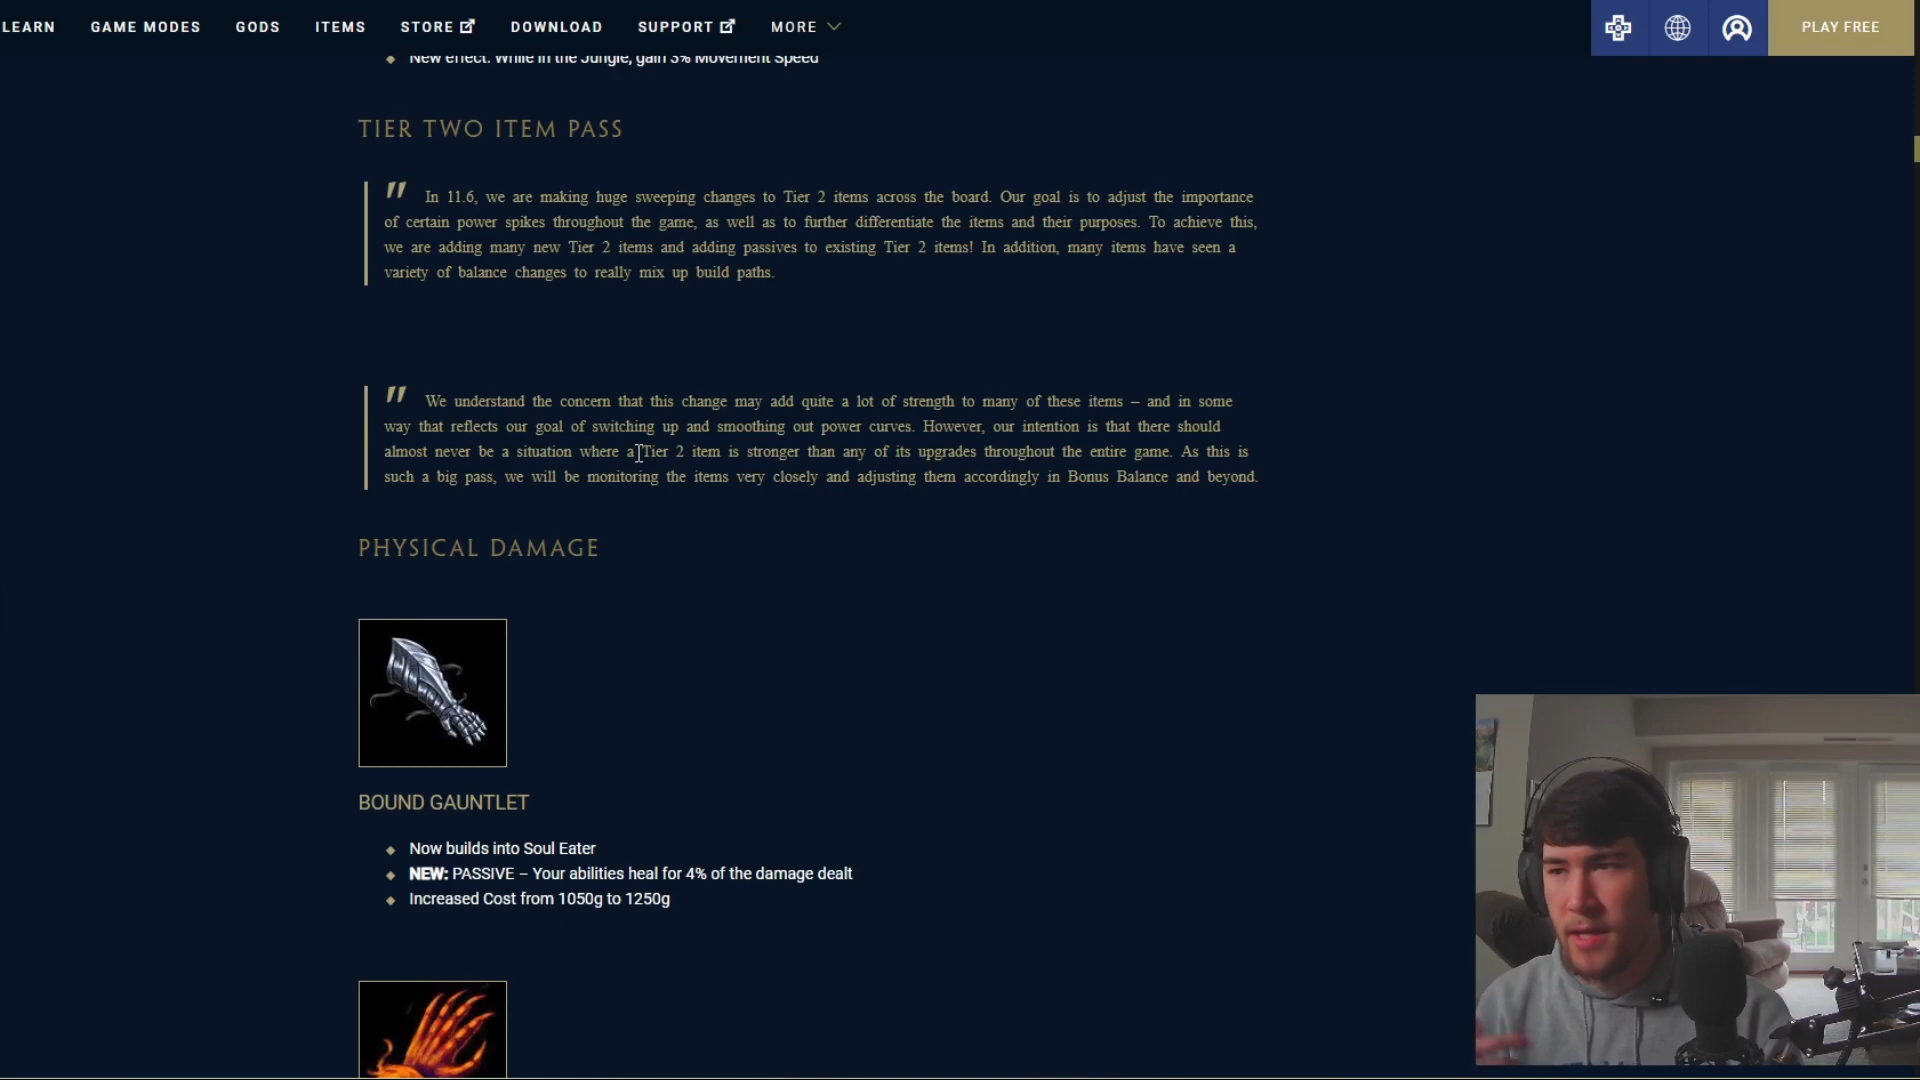 LEARN GAME MODES GODS ITEMS STORE DOWNLOAD SUPPORT MORE PLAY FREE
New effect: While in the Jungle, gain 3% Movement Speed
TIER TWO ITEM PASS
" In 11.6, we are making huge sweeping changes to Tier 2 items across the board. Our goal is to adjust the importance
of certain power spikes throughout the game, as well as to further differentiate the items and their purposes. To achieve this,
we are adding many new Tier 2 items and adding passives to existing Tier 2 items! In addition, many items have seen a
variety of balance changes to really mix up build paths.
" We understand the concern that this change may add quite a lot of strength to many of these items – and in some
way that reflects our goal of switching up and smoothing out power curves. However, our intention is that there should
almost never be a situation where a Tier 2 item is stronger than any of its upgrades throughout the entire game. As this is
such a big pass, we will be monitoring the items very closely and adjusting them accordingly in Bonus Balance and beyond.
PHYSICAL DAMAGE
BOUND GAUNTLET
Now builds into Soul Eater
NEW: PASSIVE – Your abilities heal for 4% of the damage dealt
Increased Cost from 1050g to 1250g